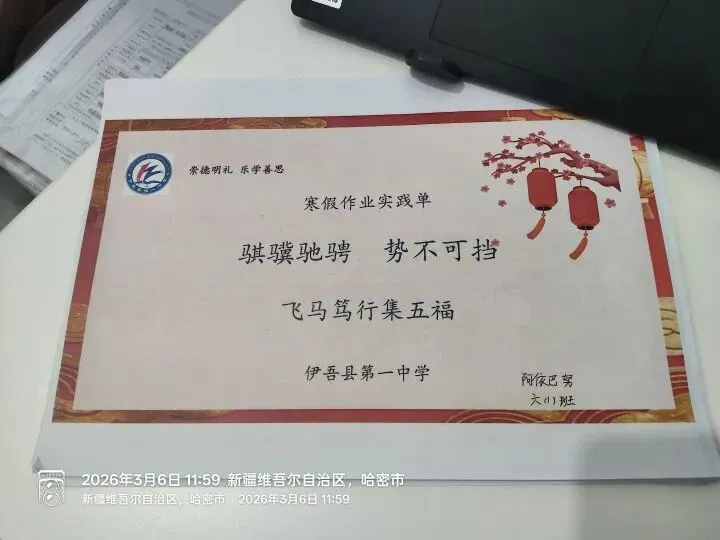 崇德明礼 乐学善思
寒假作业实践单
骐骥驰骋 势不可挡
飞马笃行集五福
伊吾县第一中学
阿依巴努
六(1)班
2026年3月6日 11:59 新疆维吾尔自治区，哈密市
新疆维吾尔自治区，哈密市 2026年3月6日 11:59